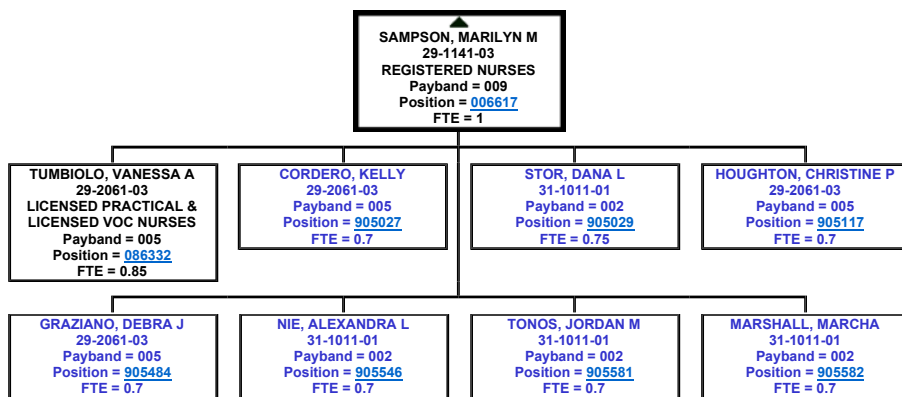 SAMPSON, MARILYN M
29-1141-03
REGISTERED NURSES
Payband = 009
Position = 006617
FTE = 1
TUMBIOLO, VANESSA A
29-2061-03
LICENSED PRACTICAL &
LICENSED VOC NURSES
Payband = 005
Position = 086332
FTE = 0.85
CORDERO, KELLY
29-2061-03
Payband = 005
Position = 905027
FTE = 0.7
STOR, DANA L
31-1011-01
Payband = 002
Position = 905029
FTE = 0.75
HOUGHTON, CHRISTINE P
29-2061-03
Payband = 005
Position = 905117
FTE = 0.7
GRAZIANO, DEBRA J
29-2061-03
Payband = 005
Position = 905484
FTE = 0.7
NIE, ALEXANDRA L
31-1011-01
Payband = 002
Position = 905546
FTE = 0.7
TONOS, JORDAN M
31-1011-01
Payband = 002
Position = 905581
FTE = 0.7
MARSHALL, MARCHA
31-1011-01
Payband = 002
Position = 905582
FTE = 0.7